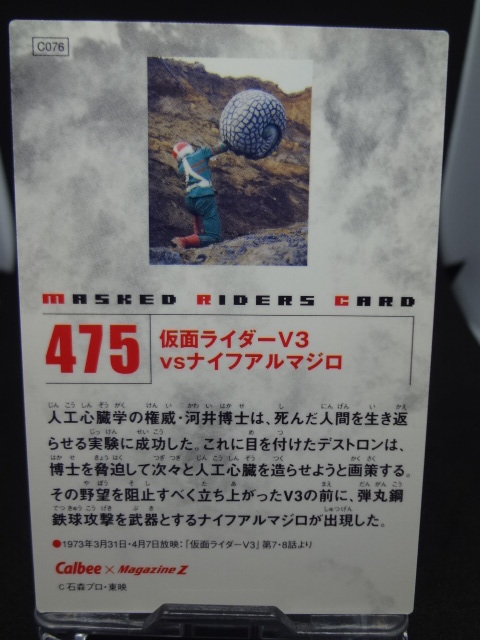 C076
MASKED RIDERS CARD
475
仮面ライダーV3
vsナイフアルマジロ
人工心臓学の権威・河井博士は、死んだ人間を生き返
らせる実験に成功した。これに目を付けたデストロンは、
博士を脅迫して次々と人工心臓を造らせようと画策する。
その野望を阻止すべく立ち上がったV3の前に、弾丸鋼
鉄球攻撃を武器とするナイフアルマジロが出現した。
●1973年3月31日・4月7日放映:「仮面ライダーV3」第7・8話より
Calbee × Magazine Z
©石森プロ・東映